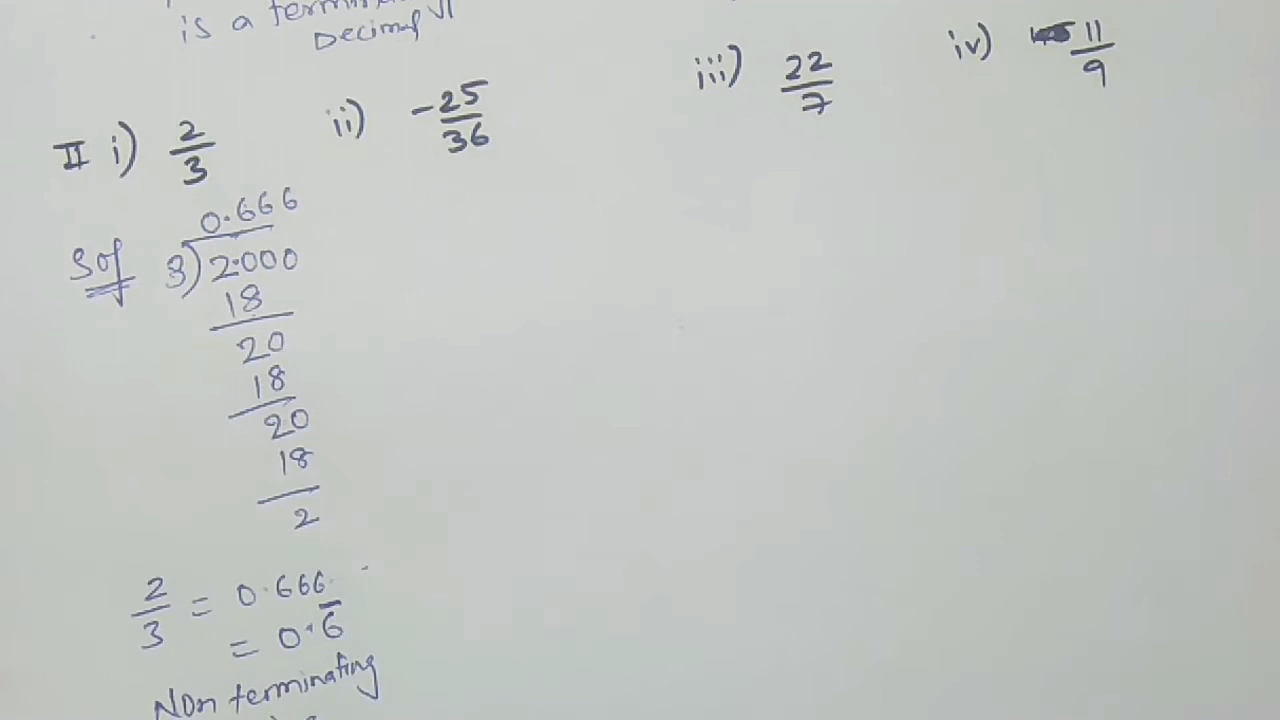 is a
Decimal
II i) 2/3 ii) -25/36 iii) 22/7 iv) 11/9
0.666
Sol 3)2.000
18
20
18
20
18
2
2/3 = 0.666
= 0.6̅
Non terminating